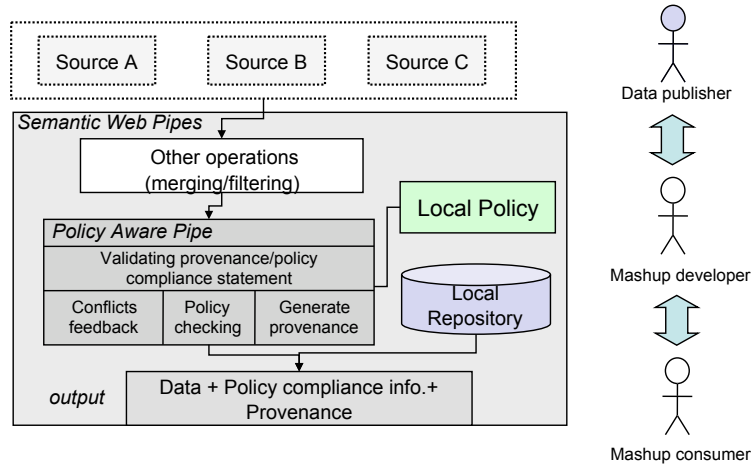 Source A
Source B
Source C
Data publisher
Semantic Web Pipes
Other operations
(merging/filtering)
Local Policy
Policy Aware Pipe
Validating provenance/policy
compliance statement
Conflicts
feedback
Policy
checking
Generate
provenance
Local
Repository
Mashup developer
output
Data + Policy compliance info.+
Provenance
Mashup consumer